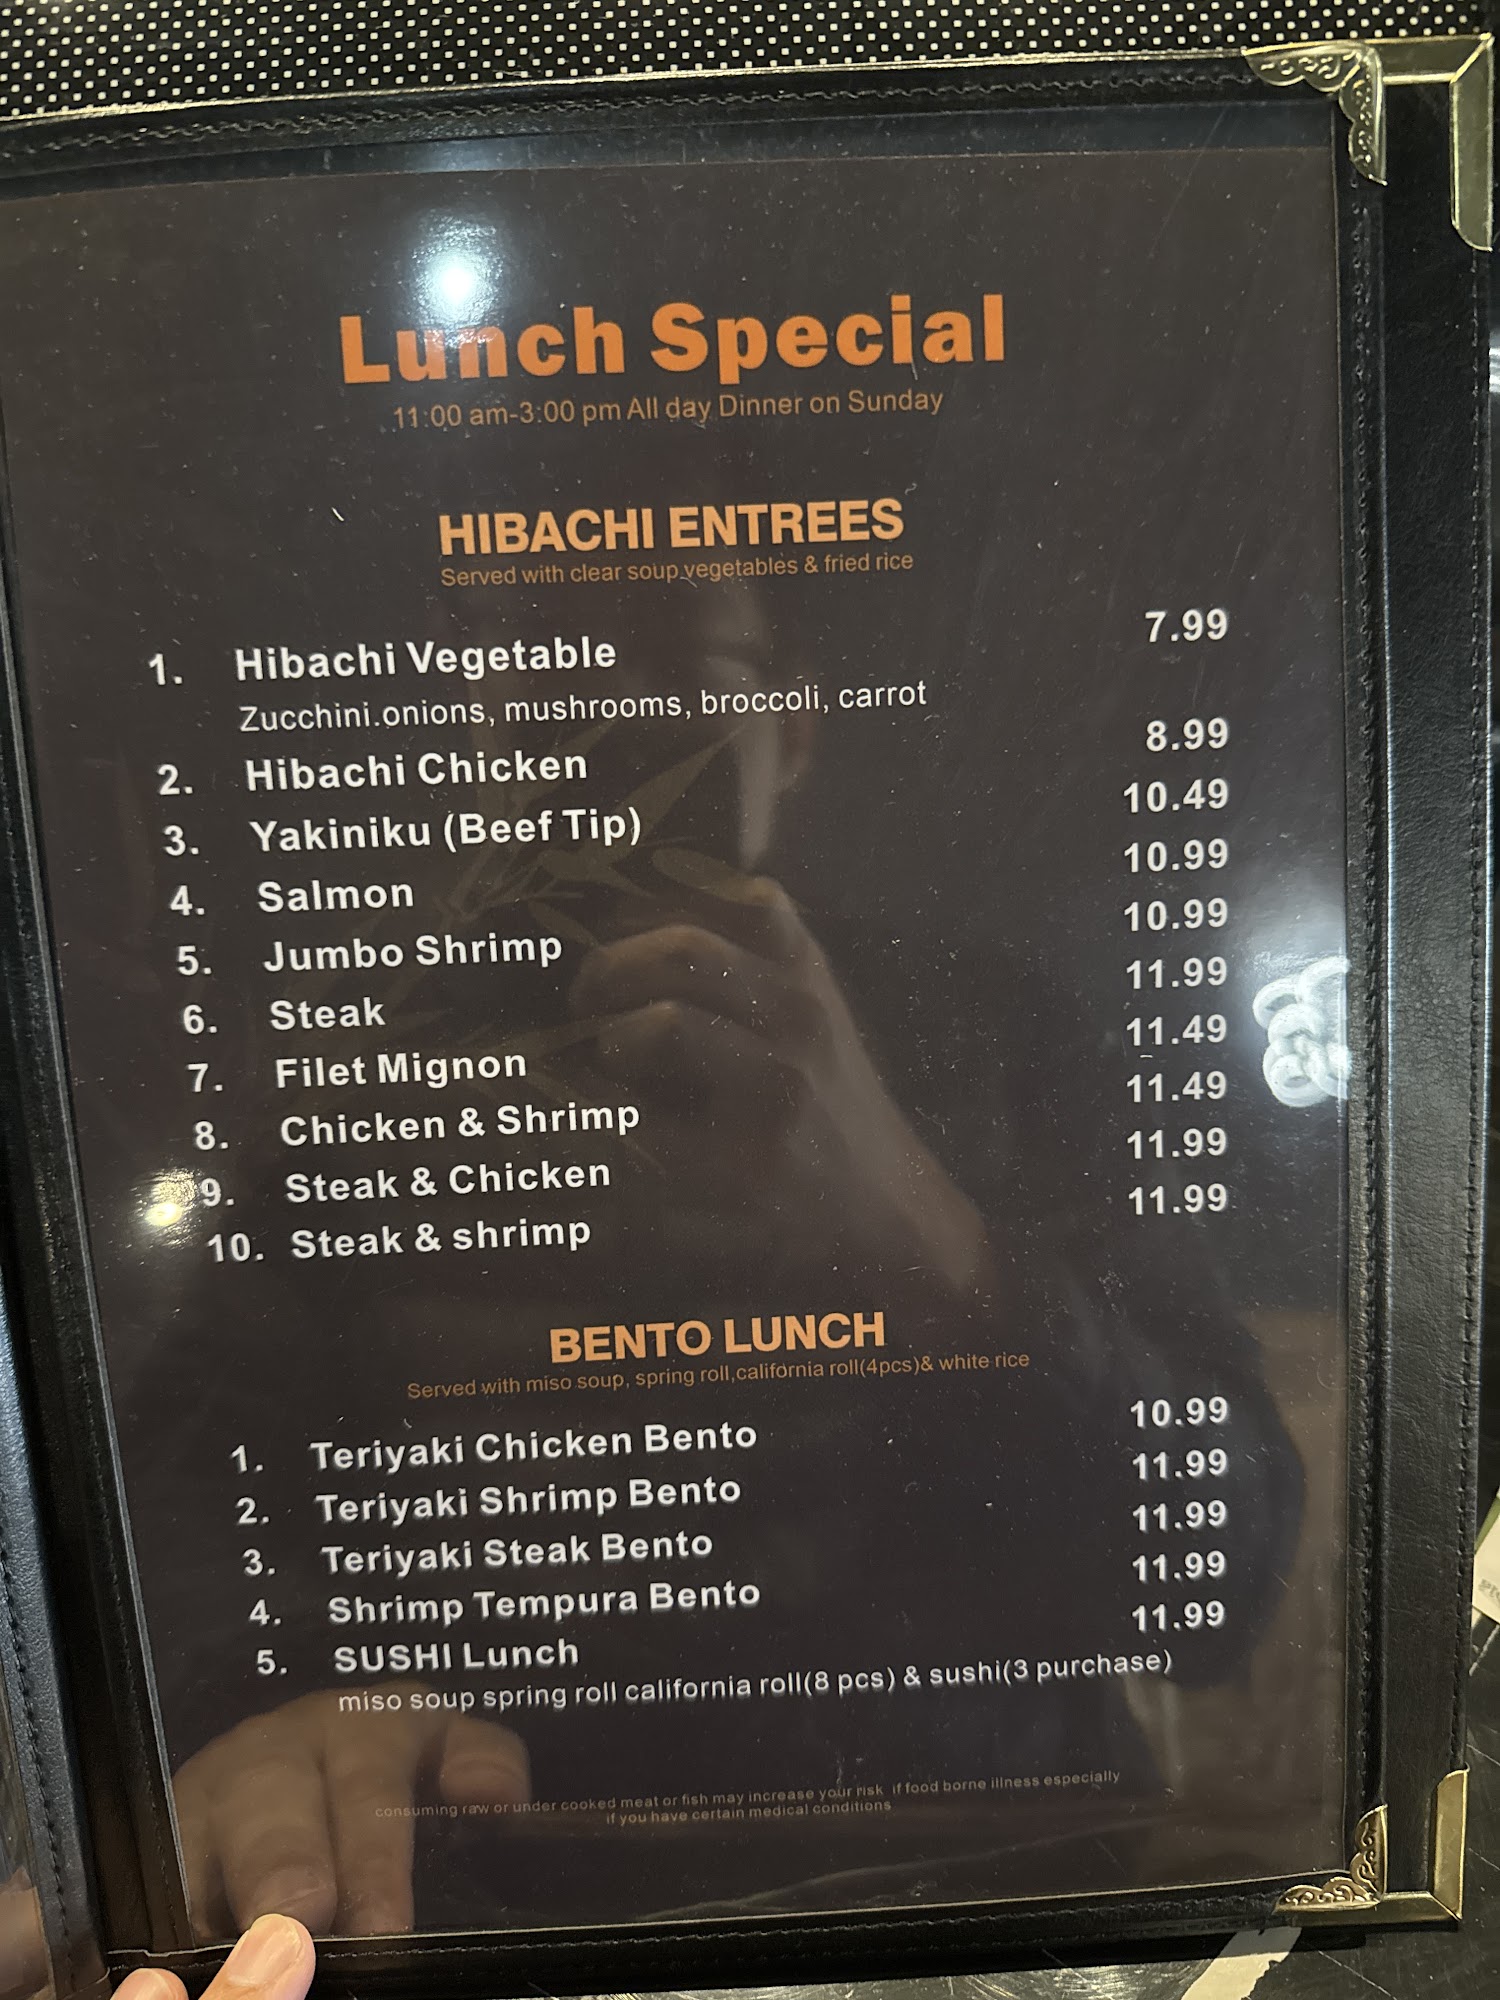 Lunch Special
11:00 am-3:00 pm All day Dinner on Sunday
HIBACHI ENTREES
Served with clear soup vegetables & fried rice
1. Hibachi Vegetable 7.99
Zucchini.onions, mushrooms, broccoli, carrot
2. Hibachi Chicken 8.99
3. Yakiniku (Beef Tip) 10.49
4. Salmon 10.99
5. Jumbo Shrimp 10.99
6. Steak 11.99
7. Filet Mignon 11.49
8. Chicken & Shrimp 11.49
9. Steak & Chicken 11.99
10. Steak & shrimp 11.99
BENTO LUNCH
Served with miso soup, spring roll,california roll(4pcs)& white rice
1. Teriyaki Chicken Bento 10.99
2. Teriyaki Shrimp Bento 11.99
3. Teriyaki Steak Bento 11.99
4. Shrimp Tempura Bento 11.99
5. SUSHI Lunch 11.99
miso soup spring roll california roll(8 pcs) & sushi(3 purchase)
consuming raw or under cooked meat or fish may increase your risk if food borne illness especially
if you have certain medical conditions